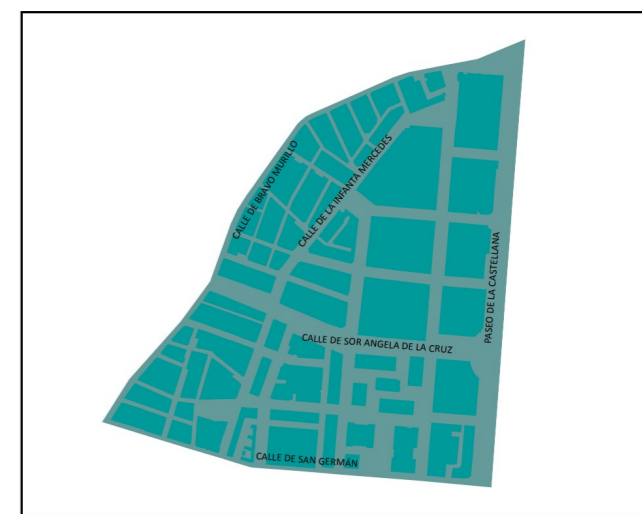 CALLE DE BRAVO MURILLO
CALLE DE LA INFANTA MERCEDES
PASEO DE LA CASTELLANA
CALLE DE SOR ANGELA DE LA CRUZ
CALLE DE SAN GERMÁN